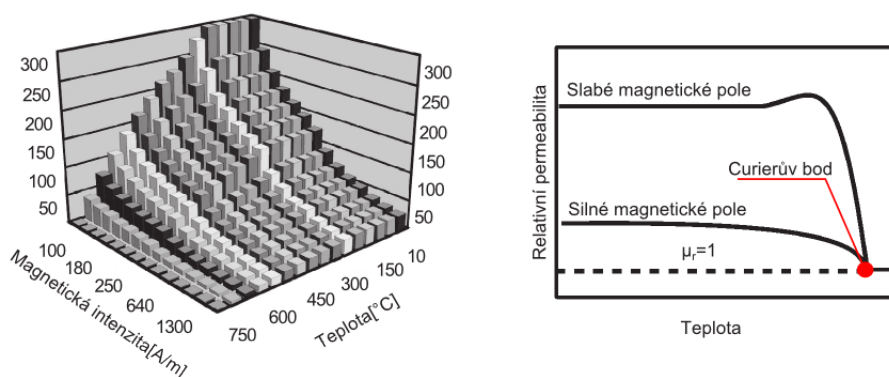 300
250
200
150
100
50
300
250
200
150
100
50
100
180
250
640
1300
Magnetická intenzita[A/m]
750
600
450
300
150
10
Teplota[°C]
Relativní permeabilita
Slabé magnetické pole
Curierův bod
Silné magnetické pole
μr=1
Teplota